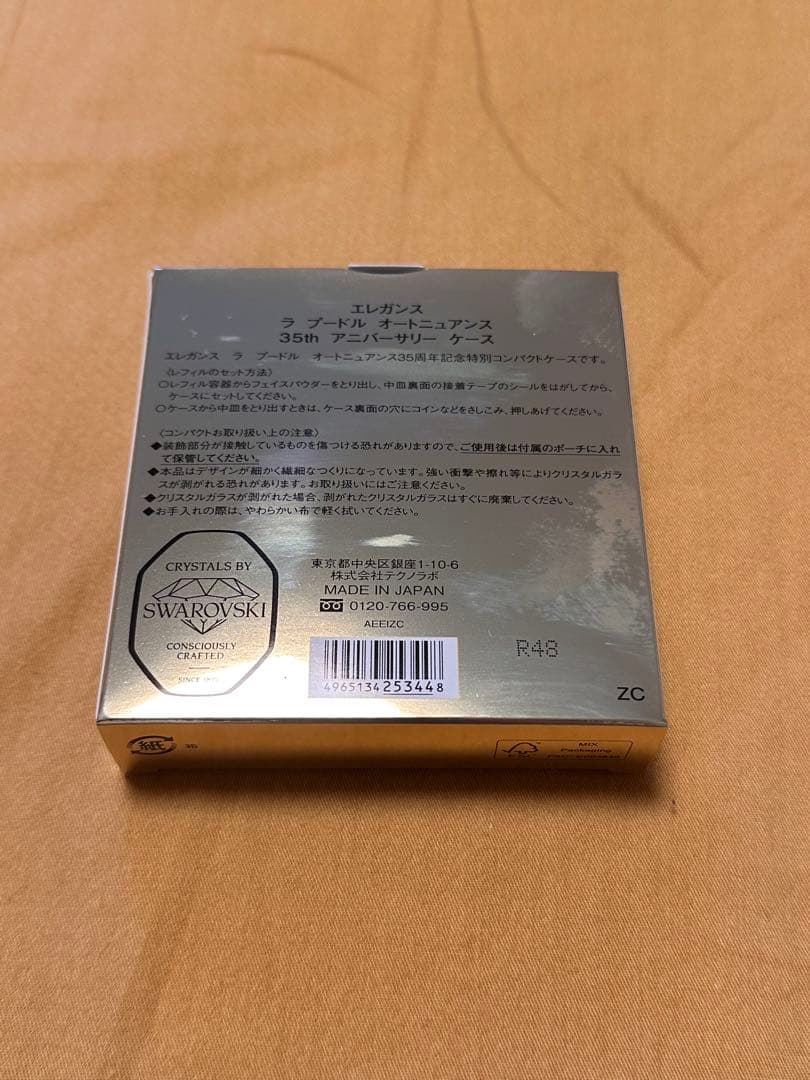 エレガンス
ラ プードル オートニュアンス
35th アニバーサリー ケース
エレガンス ラ プードル オートニュアンス35周年記念特別コンパクトケースです。
〈レフィルのセット方法〉
○レフィル容器からフェイスパウダーをとり出し、中皿裏面の接着テープのシールをはがしてから、
ケースにセットしてください。
○ケースから中皿をとり出すときは、ケース裏面の穴にコインなどをさしこみ、押しあげてください。
〈コンパクトお取り扱い上の注意〉
◆装飾部分が接触しているものを傷つける恐れがありますので、ご使用後は付属のポーチに入れ
て保管してください。
◆本品はデザインが細かく繊細なつくりになっています。強い衝撃や擦れ等によりクリスタルガラ
スが剥がれる恐れがあります。お取り扱いにはご注意ください。
◆クリスタルガラスが剥がれた場合、剥がれたクリスタルガラスはすぐに廃棄してください。
◆お手入れの際は、やわらかい布で軽く拭いてください。
CRYSTALS BY
SWAROVSKI
CONSCIOUSLY
CRAFTED
SINCE 1895
東京都中央区銀座1-10-6
株式会社テクノラボ
MADE IN JAPAN
0120-766-995
AEEIZC
4965134253448
R48
ZC
紙
MIX
Packaging